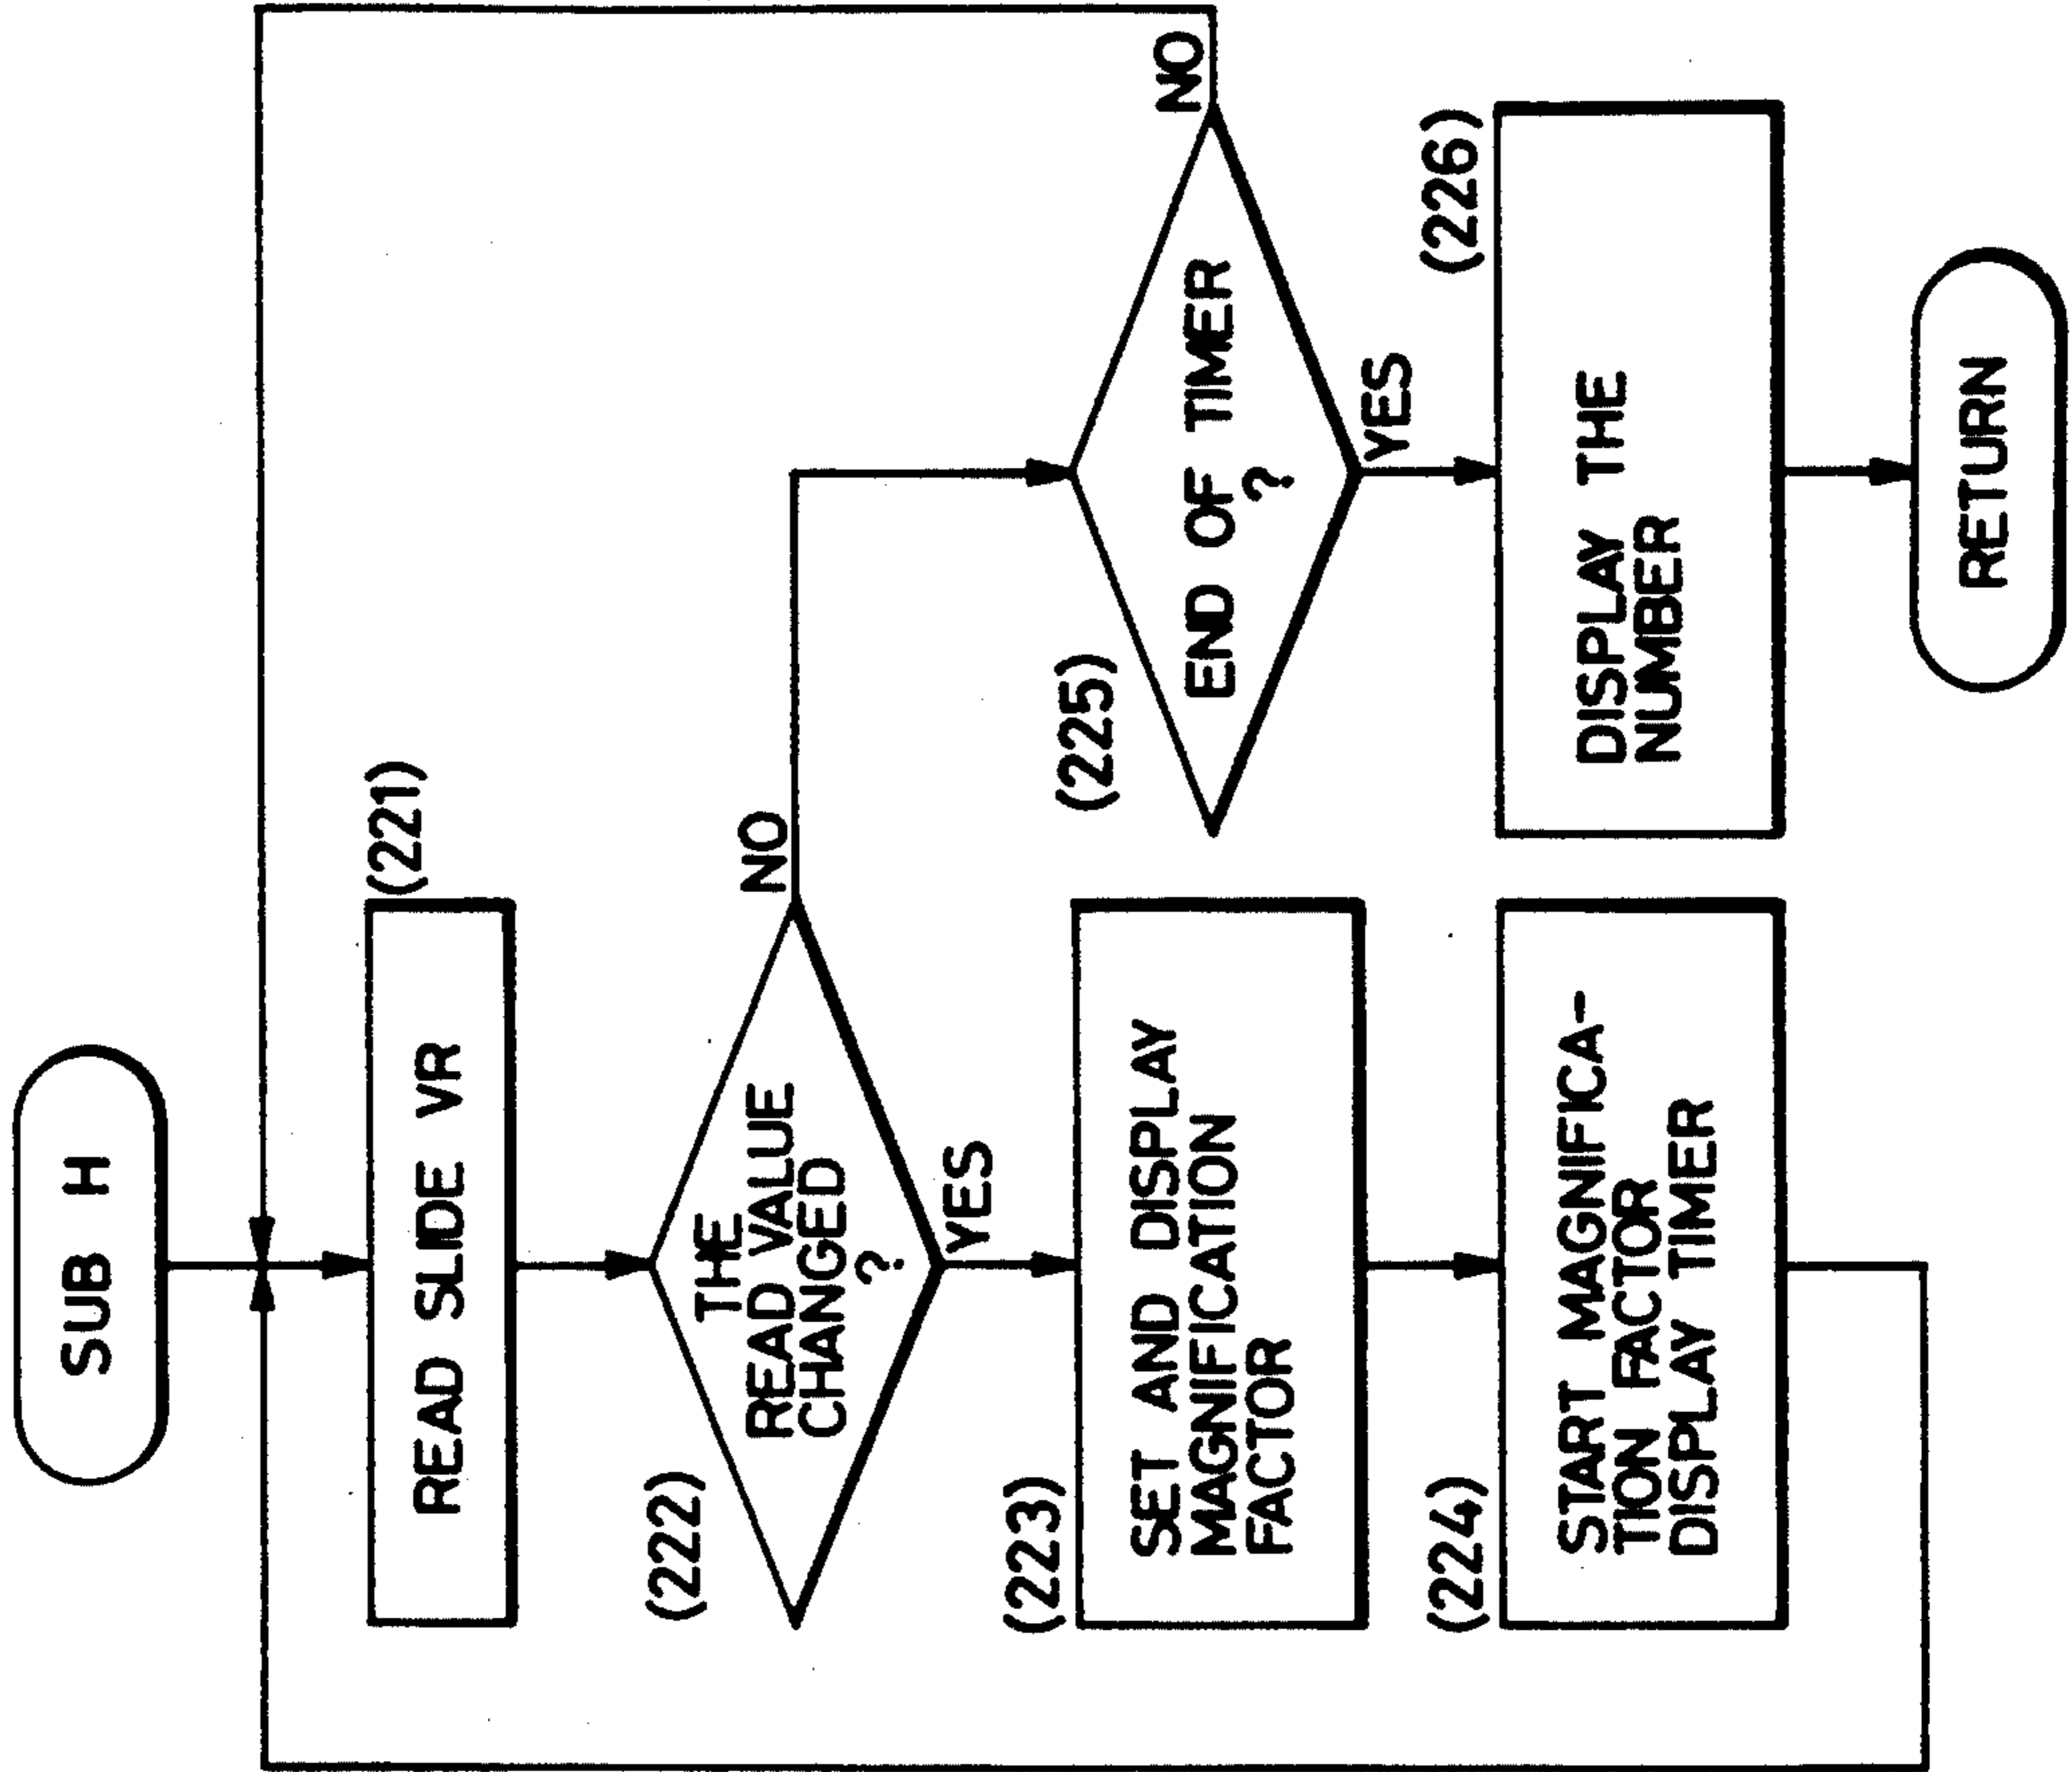 SUB H
(221)
READ SLIDE VR
(222)
THE
READ VALUE
CHANGED
?
NO
YES
(223)
SET AND DISPLAY
MAGNIFICATION
FACTOR
(224)
START MAGNIFICA-
TION FACTOR
DISPLAY TIMER
(225)
END OF TIMER
?
NO
YES
(226)
DISPLAY THE
NUMBER
RETURN